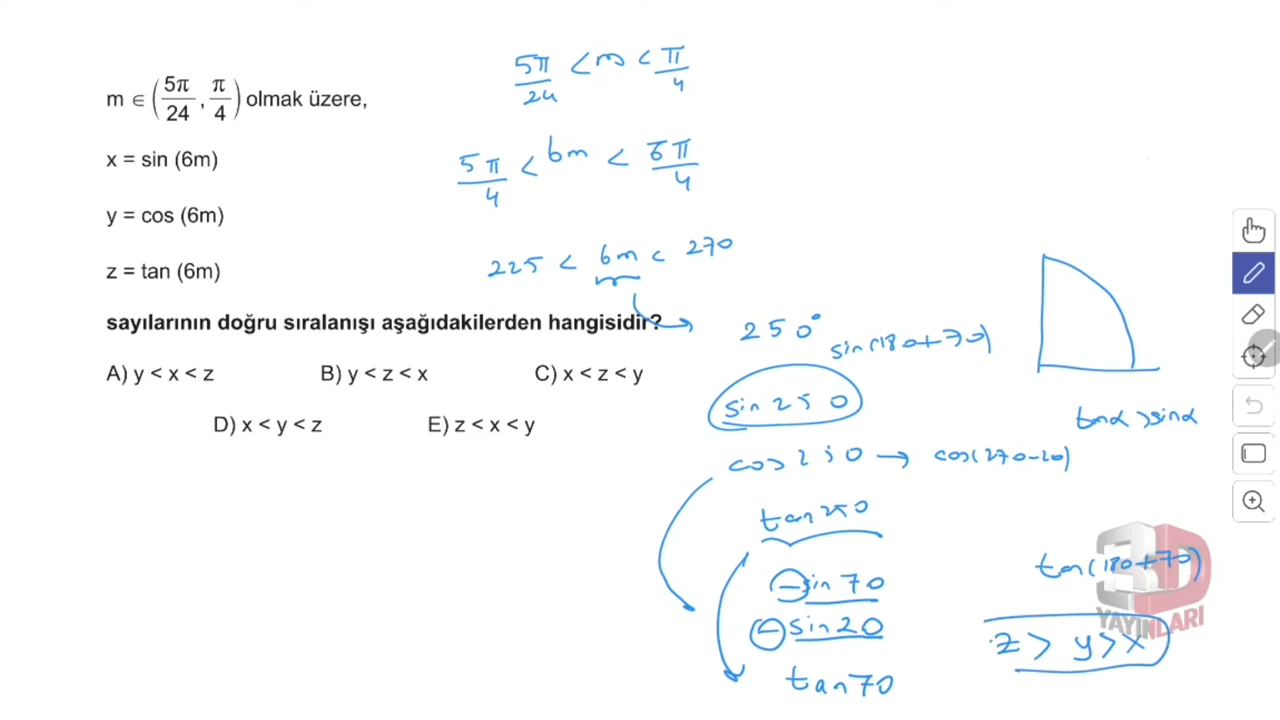 m ∈ (5π/24, π/4) olmak üzere,
x = sin (6m)
y = cos (6m)
z = tan (6m)
sayılarının doğru sıralanışı aşağıdakilerden hangisidir?
A) y < x < z
B) y < z < x
C) x < z < y
D) x < y < z
E) z < x < y
5π/24 < m < π/4
5π/4 < 6m < 6π/4
225 < 6m < 270
250°
sin(180+70)
sin 250
cos 250 → cos(270-20)
tan 250
- sin 70
- sin 20
tan 70
tanα > sinα
tan(180+70)
z > y > x
3D
YAYINLARI